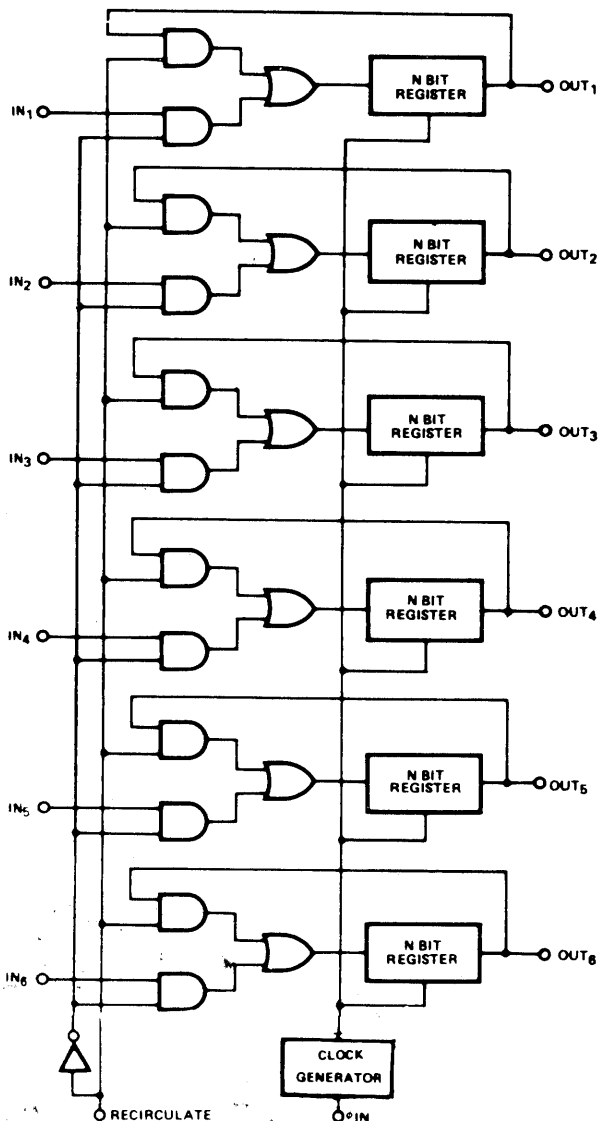 N BIT
REGISTER
IN1
OUT1
N BIT
REGISTER
IN2
OUT2
N BIT
REGISTER
IN3
OUT3
N BIT
REGISTER
IN4
OUT4
N BIT
REGISTER
IN5
OUT5
N BIT
REGISTER
IN6
OUT6
CLOCK
GENERATOR
RECIRCULATE
φIN